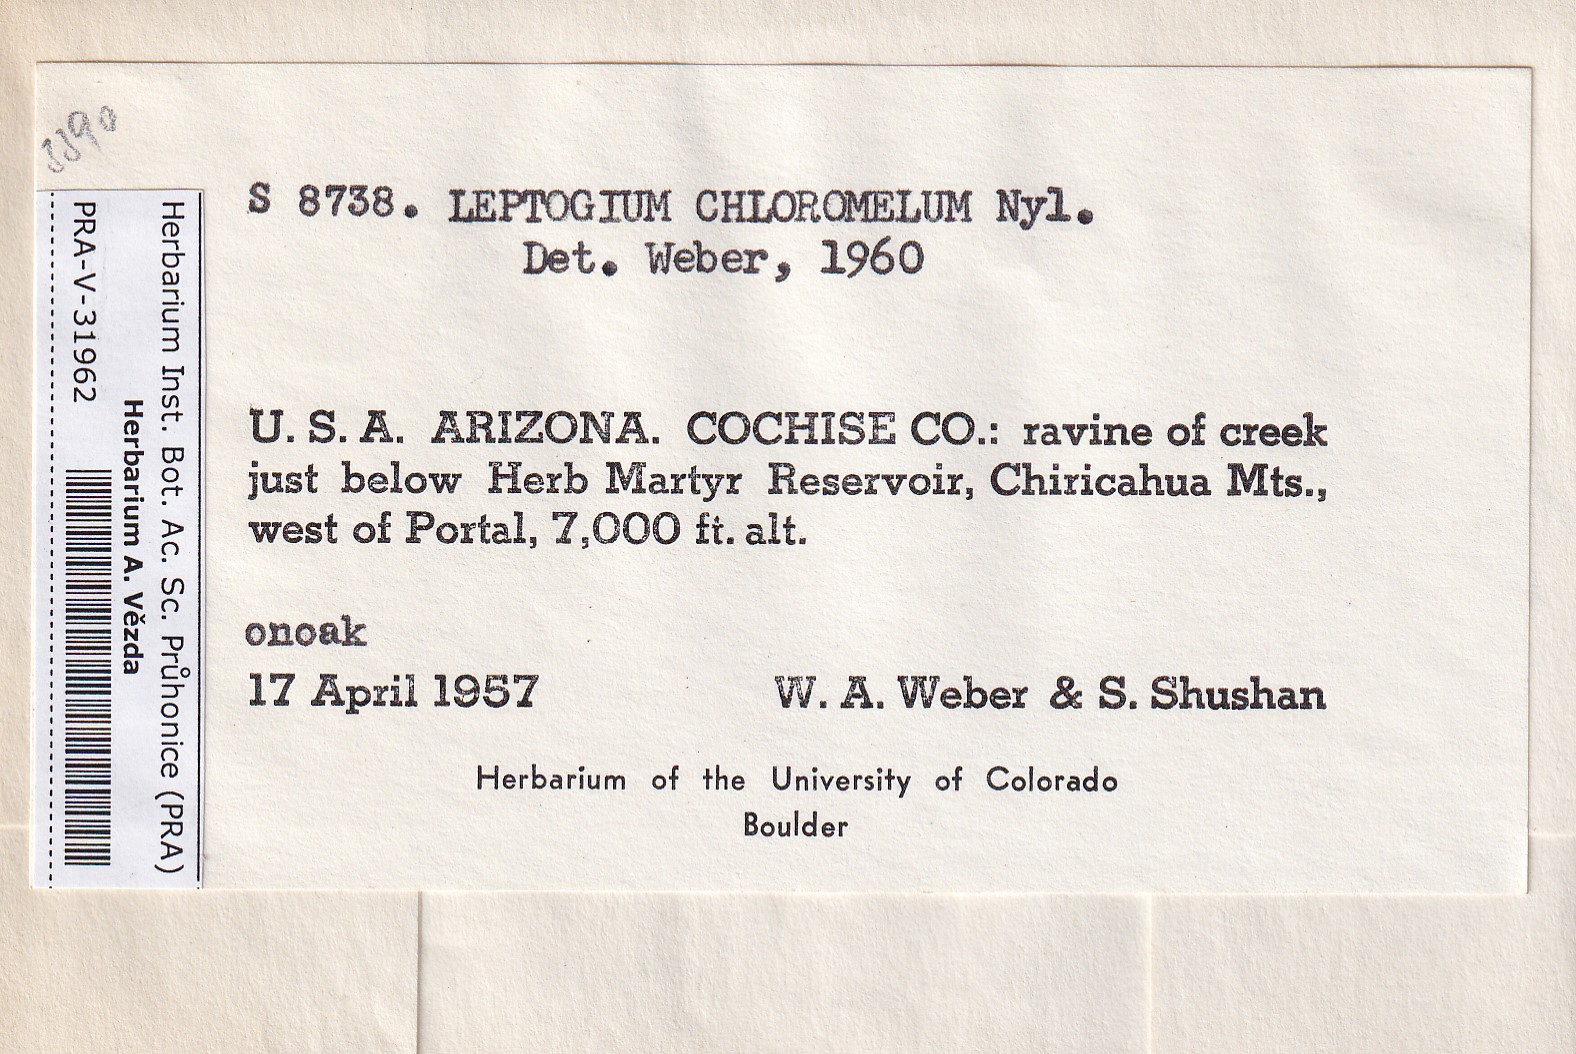 S 8738. LEPTOGIUM CHLOROMELUM Nyl.
Det. Weber, 1960
U. S. A. ARIZONA. COCHISE CO.: ravine of creek
just below Herb Martyr Reservoir, Chiricahua Mts.,
west of Portal, 7,000 ft. alt.
onoak
17 April 1957 W. A. Weber & S. Shushan
Herbarium of the University of Colorado
Boulder
Herbarium Inst. Bot. Ac. Sc. Průhonice (PRA)
Herbarium A. Vězda
PRA-V-31962